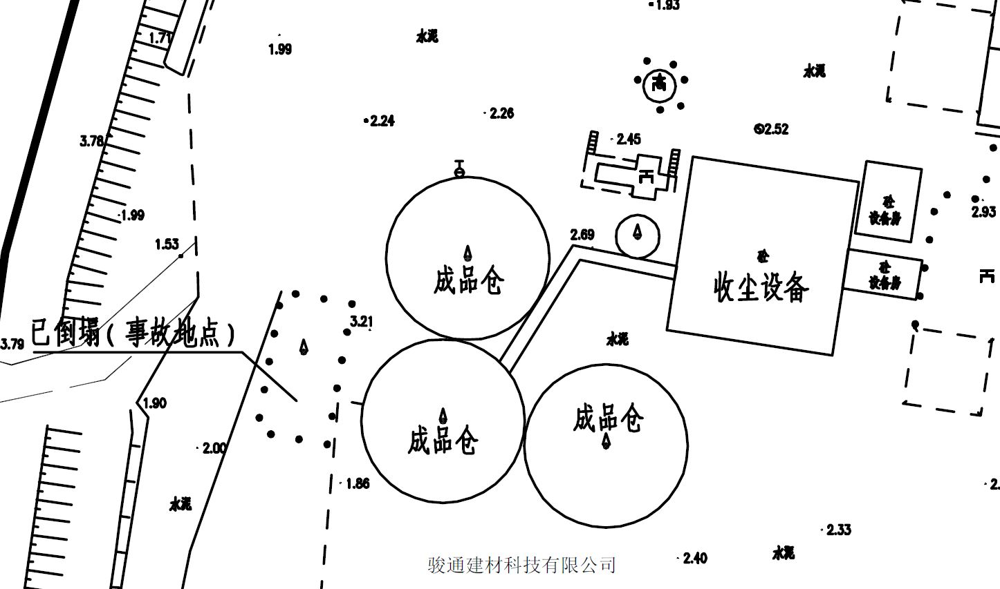 1.93
1.71
水泥
1.99
水泥
2.26
2.24
2.52
3.78
2.45
砼
设备房
2.93
1.99
2.69
1.53
砼
收尘设备
砼
设备房
成品仓
3.21
已倒塌(事故地点)
3.79
水泥
1.90
成品仓
成品仓
2.00
1.86
2.
水泥
2.33
水泥
2.40
骏通建材科技有限公司